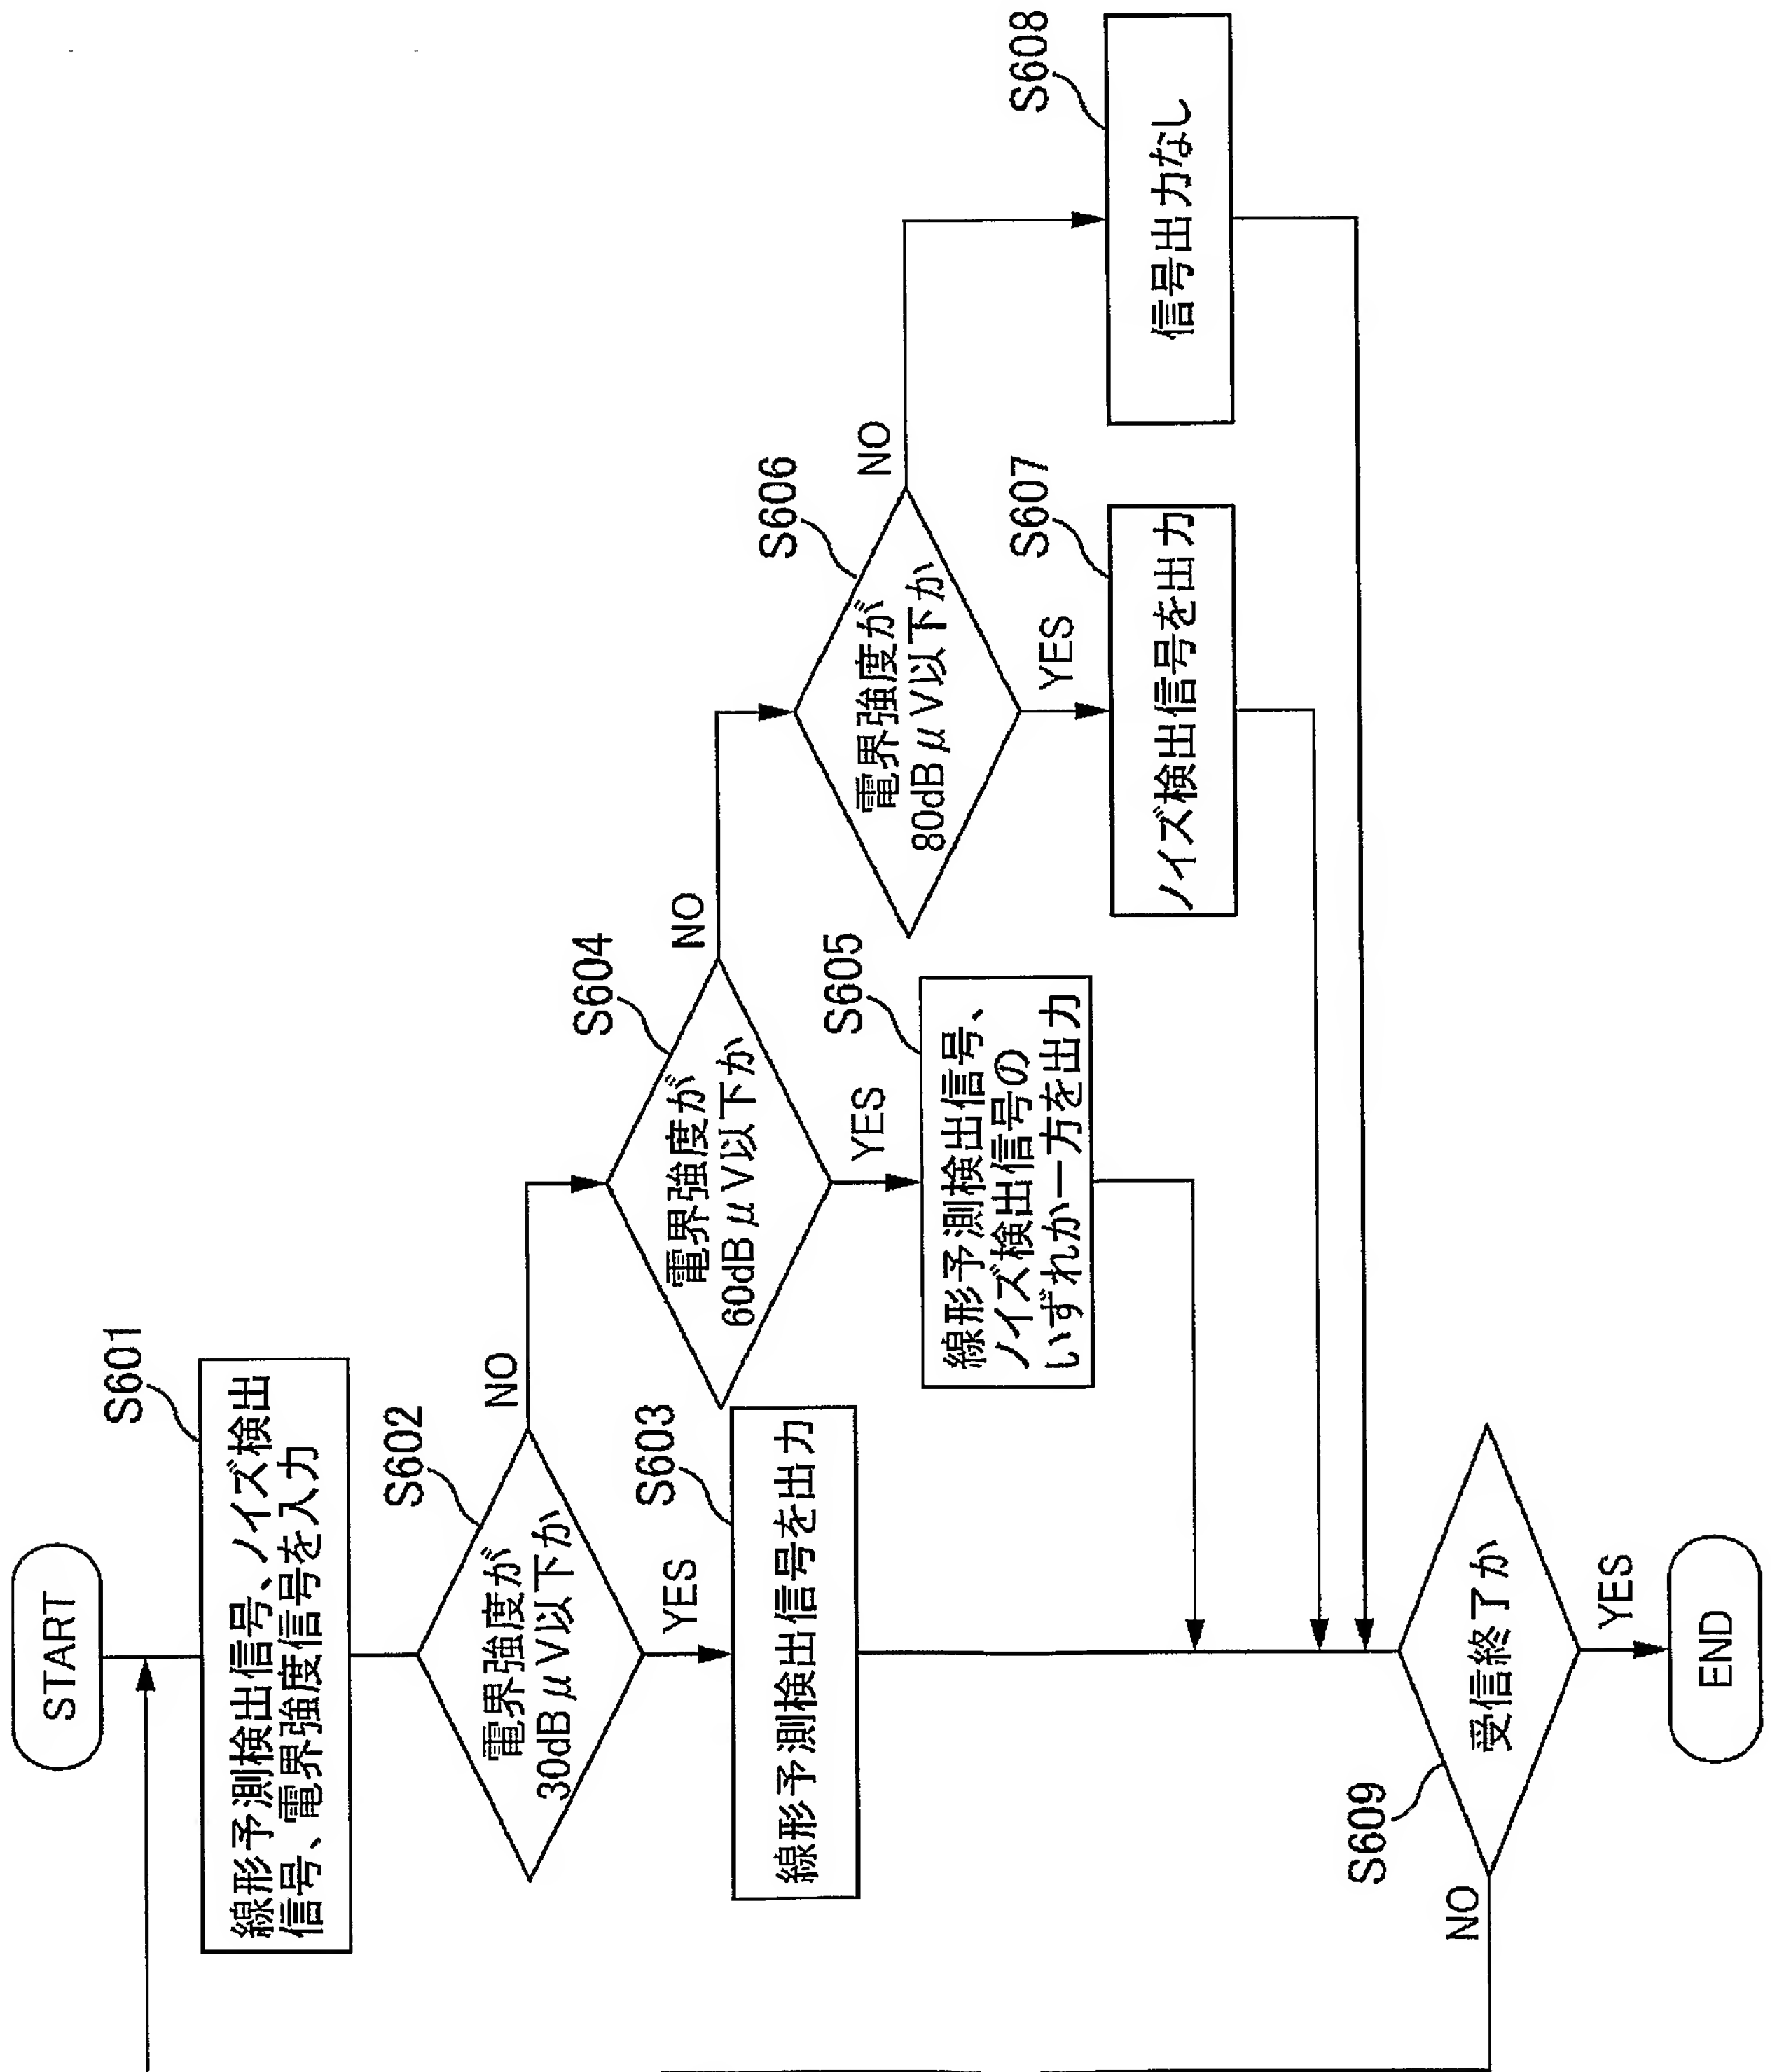 START
S601
線形予測検出信号、ノイズ検出
信号、電界強度信号を入力
S602
電界強度が
30dBμV以下か
NO
YES
S603
線形予測検出信号を出力
S604
電界強度が
60dBμV以下か
NO
YES
S605
線形予測検出信号、
ノイズ検出信号の
いずれか一方を出力
S606
電界強度が
80dBμV以下か
NO
YES
S607
ノイズ検出信号を出力
S608
信号出力なし
S609
受信終了か
NO
YES
END